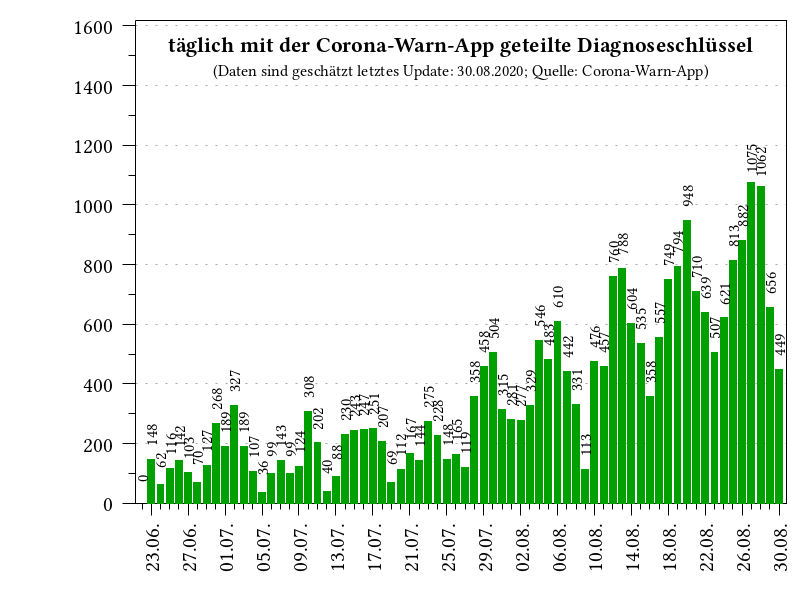 täglich mit der Corona-Warn-App geteilte Diagnoseschlüssel
(Daten sind geschätzt letztes Update: 30.08.2020; Quelle: Corona-Warn-App)
1600
1400
1200
1000
800
600
400
200
0
0 148 62 116 142 103 70 127 268 189 327 189 107 36 99 143 99 124 308 202 40 88 230 243 247 251 207 69 112 167 144 275 228 148 165 119 358 458 504 315 281 277 329 546 483 610 442 331 113 476 457 760 788 604 535 358 557 749 794 948 710 639 507 621 813 882 1075 1062 656 449
23.06. 27.06. 01.07. 05.07. 09.07. 13.07. 17.07. 21.07. 25.07. 29.07. 02.08. 06.08. 10.08. 14.08. 18.08. 22.08. 26.08. 30.08.